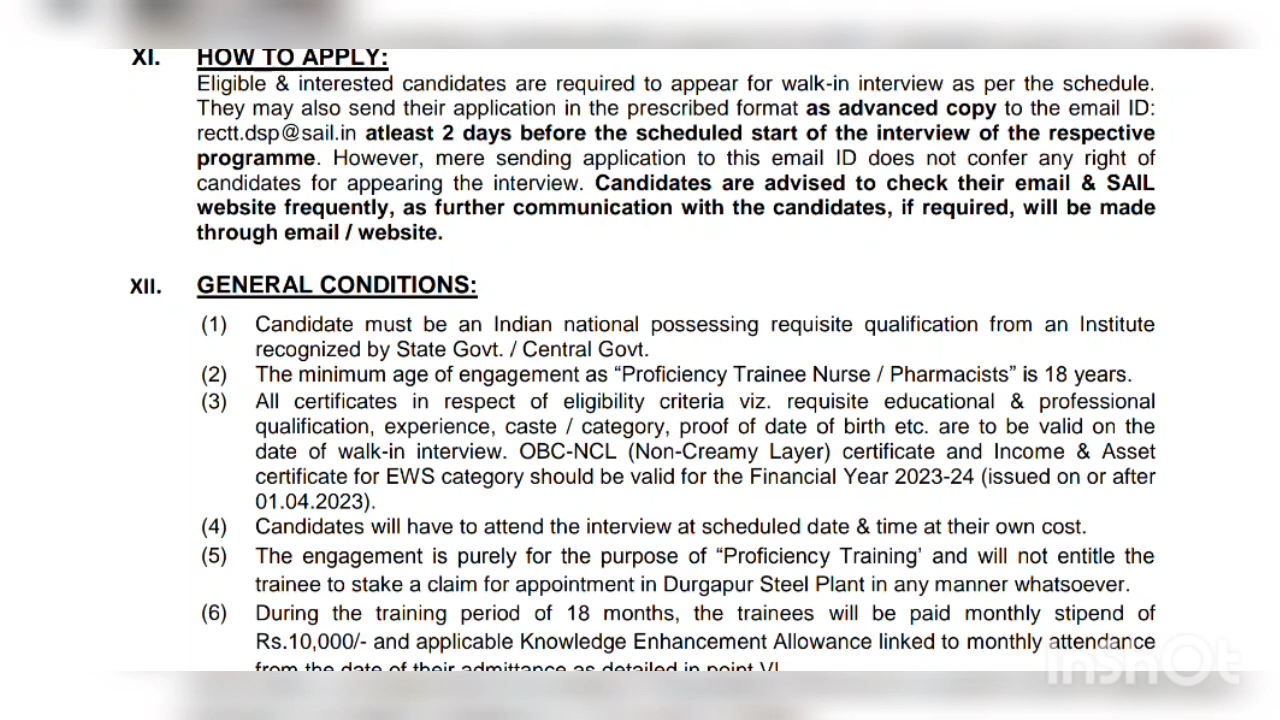 XI. HOW TO APPLY:
Eligible & interested candidates are required to appear for walk-in interview as per the schedule.
They may also send their application in the prescribed format as advanced copy to the email ID:
rectt.dsp@sail.in atleast 2 days before the scheduled start of the interview of the respective
programme. However, mere sending application to this email ID does not confer any right of
candidates for appearing the interview. Candidates are advised to check their email & SAIL
website frequently, as further communication with the candidates, if required, will be made
through email / website.
XII. GENERAL CONDITIONS:
(1) Candidate must be an Indian national possessing requisite qualification from an Institute
recognized by State Govt. / Central Govt.
(2) The minimum age of engagement as “Proficiency Trainee Nurse / Pharmacists” is 18 years.
(3) All certificates in respect of eligibility criteria viz. requisite educational & professional
qualification, experience, caste / category, proof of date of birth etc. are to be valid on the
date of walk-in interview. OBC-NCL (Non-Creamy Layer) certificate and Income & Asset
certificate for EWS category should be valid for the Financial Year 2023-24 (issued on or after
01.04.2023).
(4) Candidates will have to attend the interview at scheduled date & time at their own cost.
(5) The engagement is purely for the purpose of “Proficiency Training’ and will not entitle the
trainee to stake a claim for appointment in Durgapur Steel Plant in any manner whatsoever.
(6) During the training period of 18 months, the trainees will be paid monthly stipend of
Rs.10,000/- and applicable Knowledge Enhancement Allowance linked to monthly attendance
from the date of their admittance as detailed in point VI.
InShOt